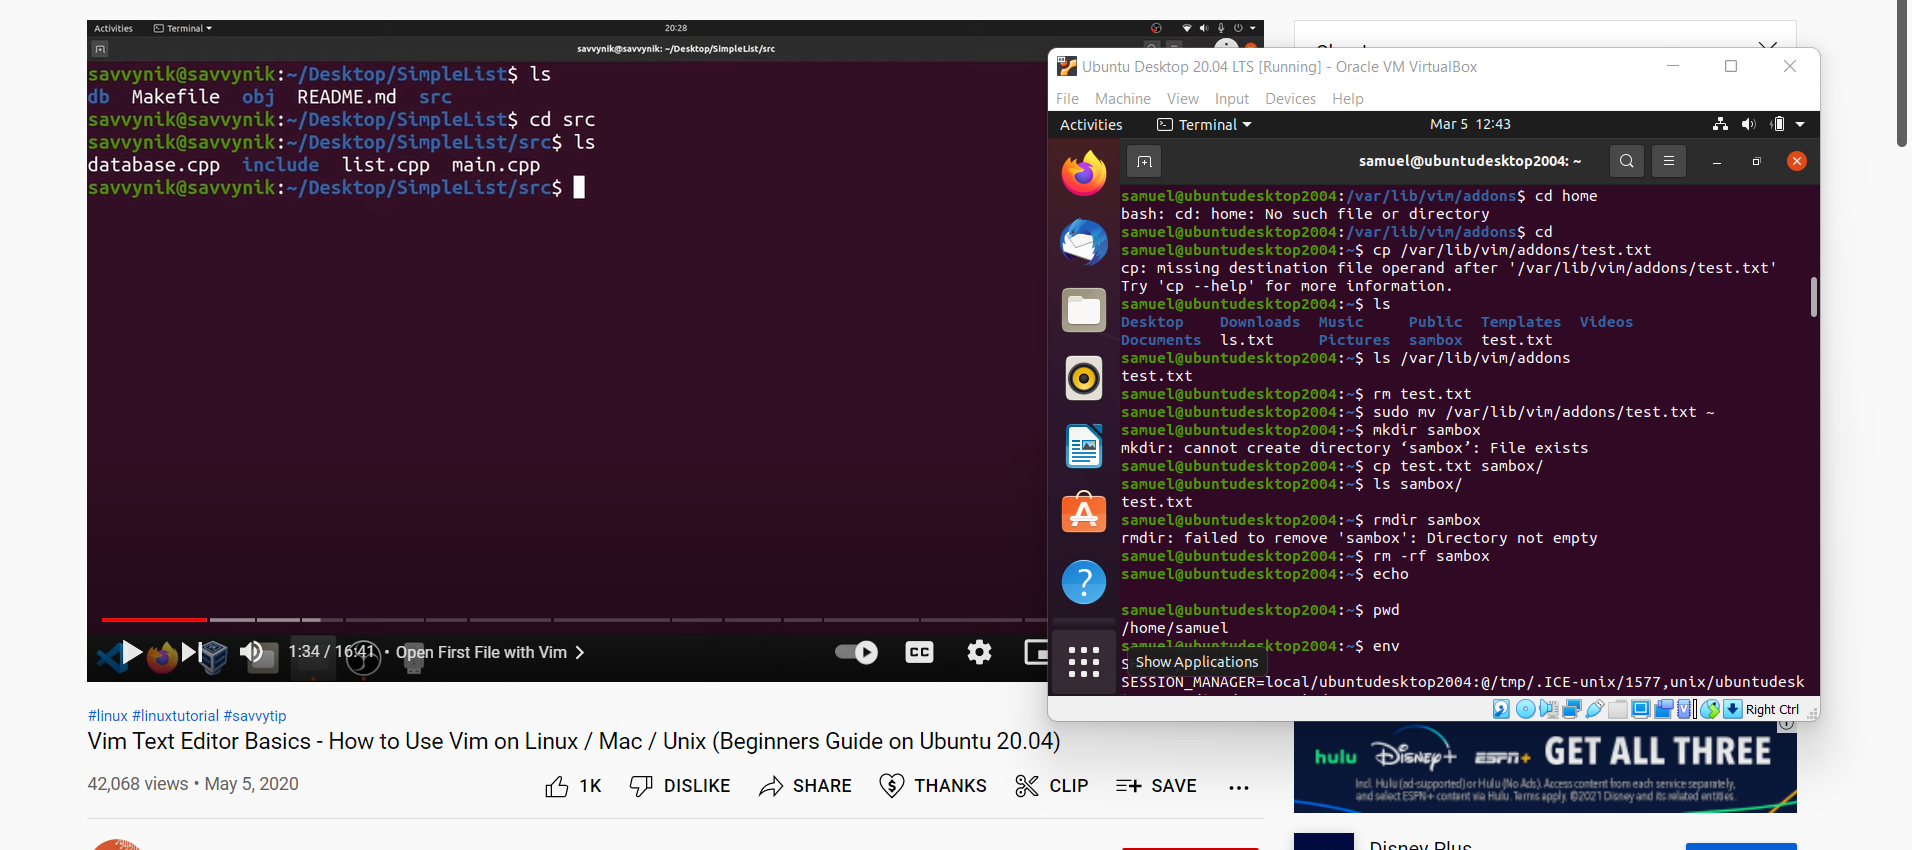 Activities Terminal 20:28
savvynik@savvynik: ~/Desktop/SimpleList/src
savvynik@savvynik:~/Desktop/SimpleList$ ls
db Makefile obj README.md src
savvynik@savvynik:~/Desktop/SimpleList$ cd src
savvynik@savvynik:~/Desktop/SimpleList/src$ ls
database.cpp include list.cpp main.cpp
savvynik@savvynik:~/Desktop/SimpleList/src$
1:34 / 16:41 • Open First File with Vim
CC
#linux #linuxtutorial #savvytip
Vim Text Editor Basics - How to Use Vim on Linux / Mac / Unix (Beginners Guide on Ubuntu 20.04)
42,068 views • May 5, 2020
1K DISLIKE SHARE THANKS CLIP SAVE
Ubuntu Desktop 20.04 LTS [Running] - Oracle VM VirtualBox
File Machine View Input Devices Help
Activities Terminal Mar 5 12:43
samuel@ubuntudesktop2004: ~
samuel@ubuntudesktop2004:/var/lib/vim/addons$ cd home
bash: cd: home: No such file or directory
samuel@ubuntudesktop2004:/var/lib/vim/addons$ cd
samuel@ubuntudesktop2004:~$ cp /var/lib/vim/addons/test.txt
cp: missing destination file operand after '/var/lib/vim/addons/test.txt'
Try 'cp --help' for more information.
samuel@ubuntudesktop2004:~$ ls
Desktop Downloads Music Public Templates Videos
Documents ls.txt Pictures sambox test.txt
samuel@ubuntudesktop2004:~$ ls /var/lib/vim/addons
test.txt
samuel@ubuntudesktop2004:~$ rm test.txt
samuel@ubuntudesktop2004:~$ sudo mv /var/lib/vim/addons/test.txt ~
samuel@ubuntudesktop2004:~$ mkdir sambox
mkdir: cannot create directory ‘sambox’: File exists
samuel@ubuntudesktop2004:~$ cp test.txt sambox/
samuel@ubuntudesktop2004:~$ ls sambox/
test.txt
samuel@ubuntudesktop2004:~$ rmdir sambox
rmdir: failed to remove 'sambox': Directory not empty
samuel@ubuntudesktop2004:~$ rm -rf sambox
samuel@ubuntudesktop2004:~$ echo
samuel@ubuntudesktop2004:~$ pwd
/home/samuel
samuel@ubuntudesktop2004:~$ env
Show Applications
SESSION_MANAGER=local/ubuntudesktop2004:@/tmp/.ICE-unix/1577,unix/ubuntudesk
Right Ctrl
hulu Disney+ ESPN+ GET ALL THREE
Incl. Hulu (ad-supported) or Hulu (No Ads). Access content from each service separately,
and select ESPN+ content via Hulu. Terms apply. ©2021 Disney and its related entities.
Disney Plus